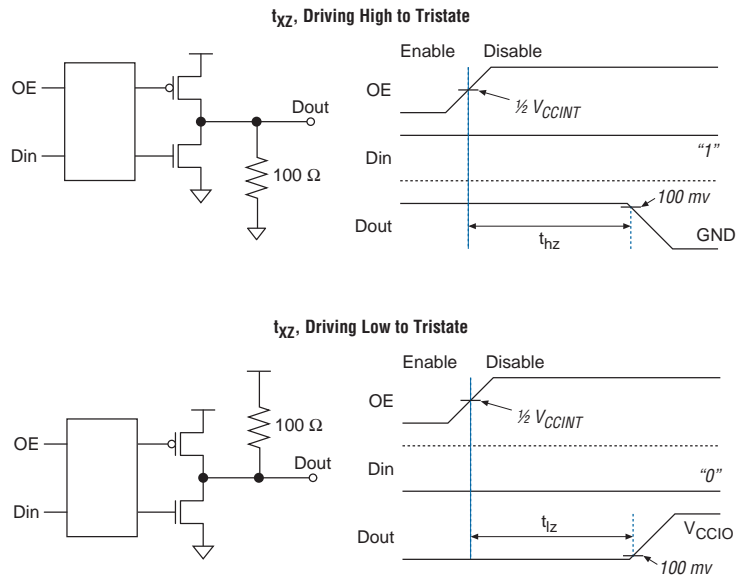 tXZ, Driving High to Tristate
Enable Disable
OE
Din
Dout
100 Ω
OE
½ VCCINT
Din
"1"
Dout
100 mv
thz
GND
tXZ, Driving Low to Tristate
Enable Disable
100 Ω
OE
Din
Dout
OE
½ VCCINT
Din
"0"
Dout
tlz
VCCIO
100 mv